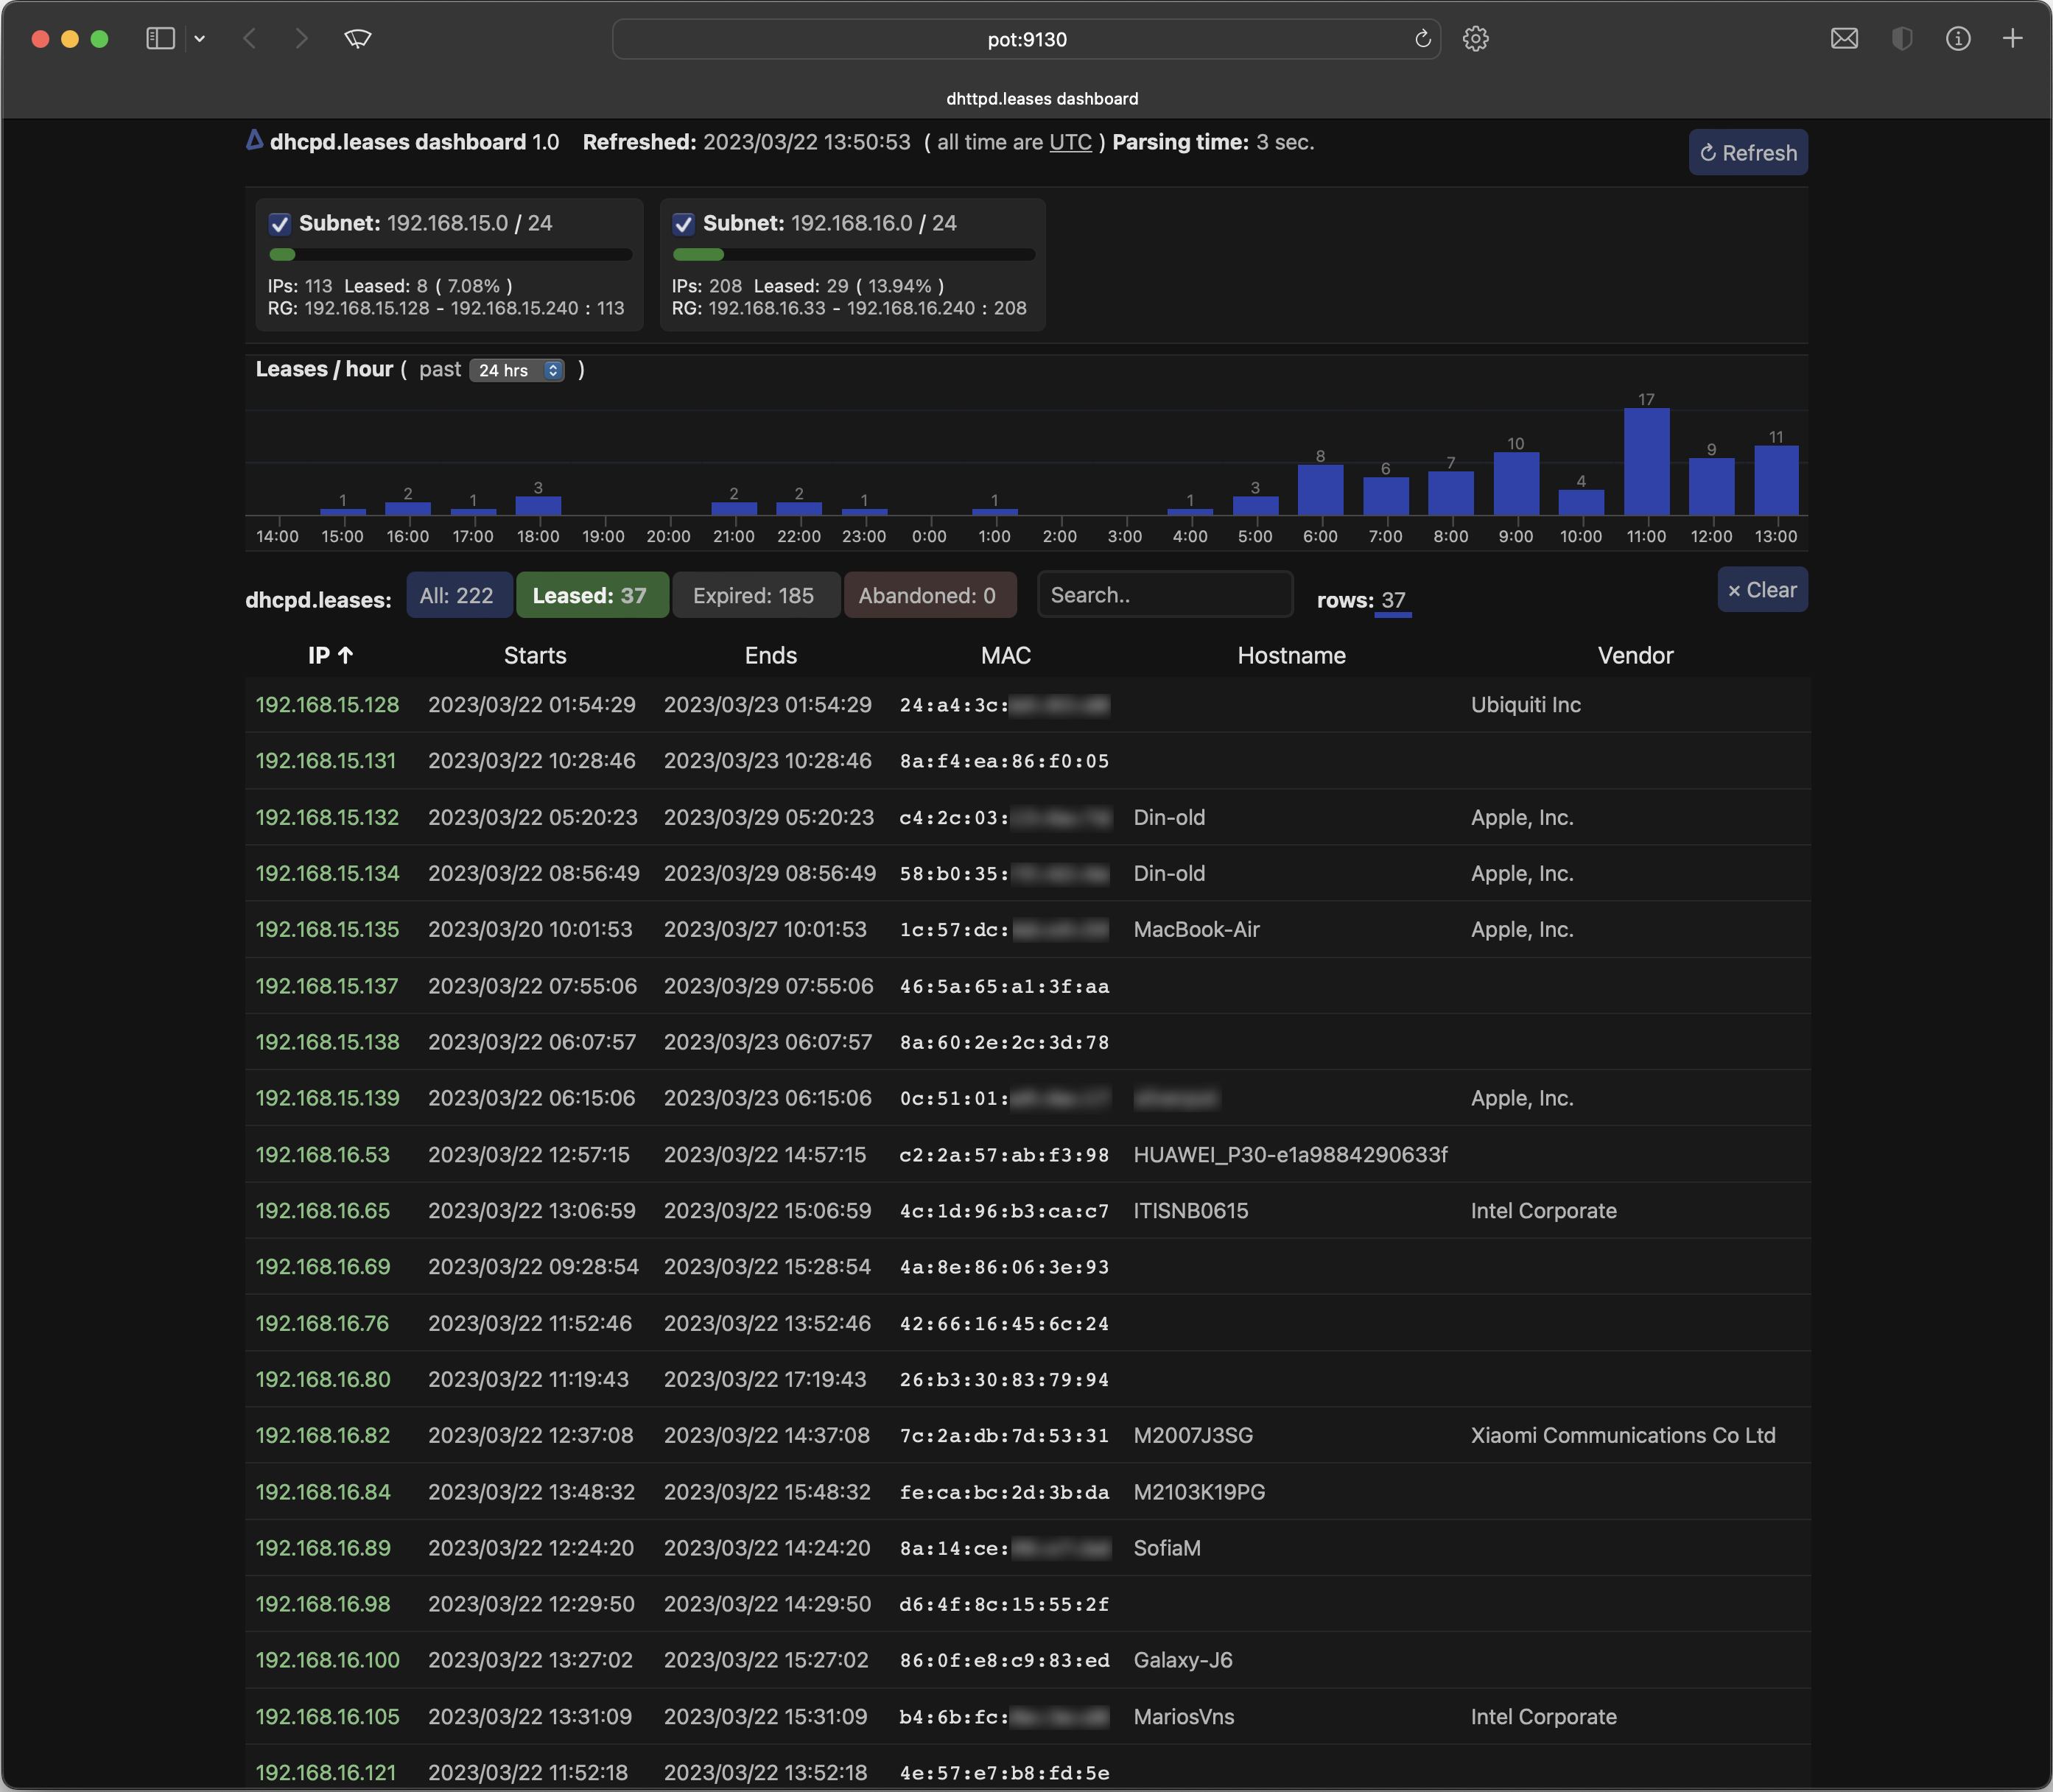 pot:9130
dhttpd.leases dashboard
dhcpd.leases dashboard 1.0 Refreshed: 2023/03/22 13:50:53 ( all time are UTC ) Parsing time: 3 sec.
Refresh
Subnet: 192.168.15.0 / 24
IPs: 113 Leased: 8 ( 7.08% )
RG: 192.168.15.128 - 192.168.15.240 : 113
Subnet: 192.168.16.0 / 24
IPs: 208 Leased: 29 ( 13.94% )
RG: 192.168.16.33 - 192.168.16.240 : 208
Leases / hour ( past 24 hrs )
1 2 1 3 2 2 1 1 1 3 8 6 7 10 4 17 9 11
14:00 15:00 16:00 17:00 18:00 19:00 20:00 21:00 22:00 23:00 0:00 1:00 2:00 3:00 4:00 5:00 6:00 7:00 8:00 9:00 10:00 11:00 12:00 13:00
dhcpd.leases: All: 222 Leased: 37 Expired: 185 Abandoned: 0 Search.. rows: 37 × Clear
IP ↑ Starts Ends MAC Hostname Vendor
192.168.15.128 2023/03/22 01:54:29 2023/03/23 01:54:29 24:a4:3c: Ubiquiti Inc
192.168.15.131 2023/03/22 10:28:46 2023/03/23 10:28:46 8a:f4:ea:86:f0:05
192.168.15.132 2023/03/22 05:20:23 2023/03/29 05:20:23 c4:2c:03: Din-old Apple, Inc.
192.168.15.134 2023/03/22 08:56:49 2023/03/29 08:56:49 58:b0:35: Din-old Apple, Inc.
192.168.15.135 2023/03/20 10:01:53 2023/03/27 10:01:53 1c:57:dc: MacBook-Air Apple, Inc.
192.168.15.137 2023/03/22 07:55:06 2023/03/29 07:55:06 46:5a:65:a1:3f:aa
192.168.15.138 2023/03/22 06:07:57 2023/03/23 06:07:57 8a:60:2e:2c:3d:78
192.168.15.139 2023/03/22 06:15:06 2023/03/23 06:15:06 0c:51:01: Apple, Inc.
192.168.16.53 2023/03/22 12:57:15 2023/03/22 14:57:15 c2:2a:57:ab:f3:98 HUAWEI_P30-e1a9884290633f
192.168.16.65 2023/03/22 13:06:59 2023/03/22 15:06:59 4c:1d:96:b3:ca:c7 ITISNB0615 Intel Corporate
192.168.16.69 2023/03/22 09:28:54 2023/03/22 15:28:54 4a:8e:86:06:3e:93
192.168.16.76 2023/03/22 11:52:46 2023/03/22 13:52:46 42:66:16:45:6c:24
192.168.16.80 2023/03/22 11:19:43 2023/03/22 17:19:43 26:b3:30:83:79:94
192.168.16.82 2023/03/22 12:37:08 2023/03/22 14:37:08 7c:2a:db:7d:53:31 M2007J3SG Xiaomi Communications Co Ltd
192.168.16.84 2023/03/22 13:48:32 2023/03/22 15:48:32 fe:ca:bc:2d:3b:da M2103K19PG
192.168.16.89 2023/03/22 12:24:20 2023/03/22 14:24:20 8a:14:ce: SofiaM
192.168.16.98 2023/03/22 12:29:50 2023/03/22 14:29:50 d6:4f:8c:15:55:2f
192.168.16.100 2023/03/22 13:27:02 2023/03/22 15:27:02 86:0f:e8:c9:83:ed Galaxy-J6
192.168.16.105 2023/03/22 13:31:09 2023/03/22 15:31:09 b4:6b:fc: MariosVns Intel Corporate
192.168.16.121 2023/03/22 11:52:18 2023/03/22 13:52:18 4e:57:e7:b8:fd:5e